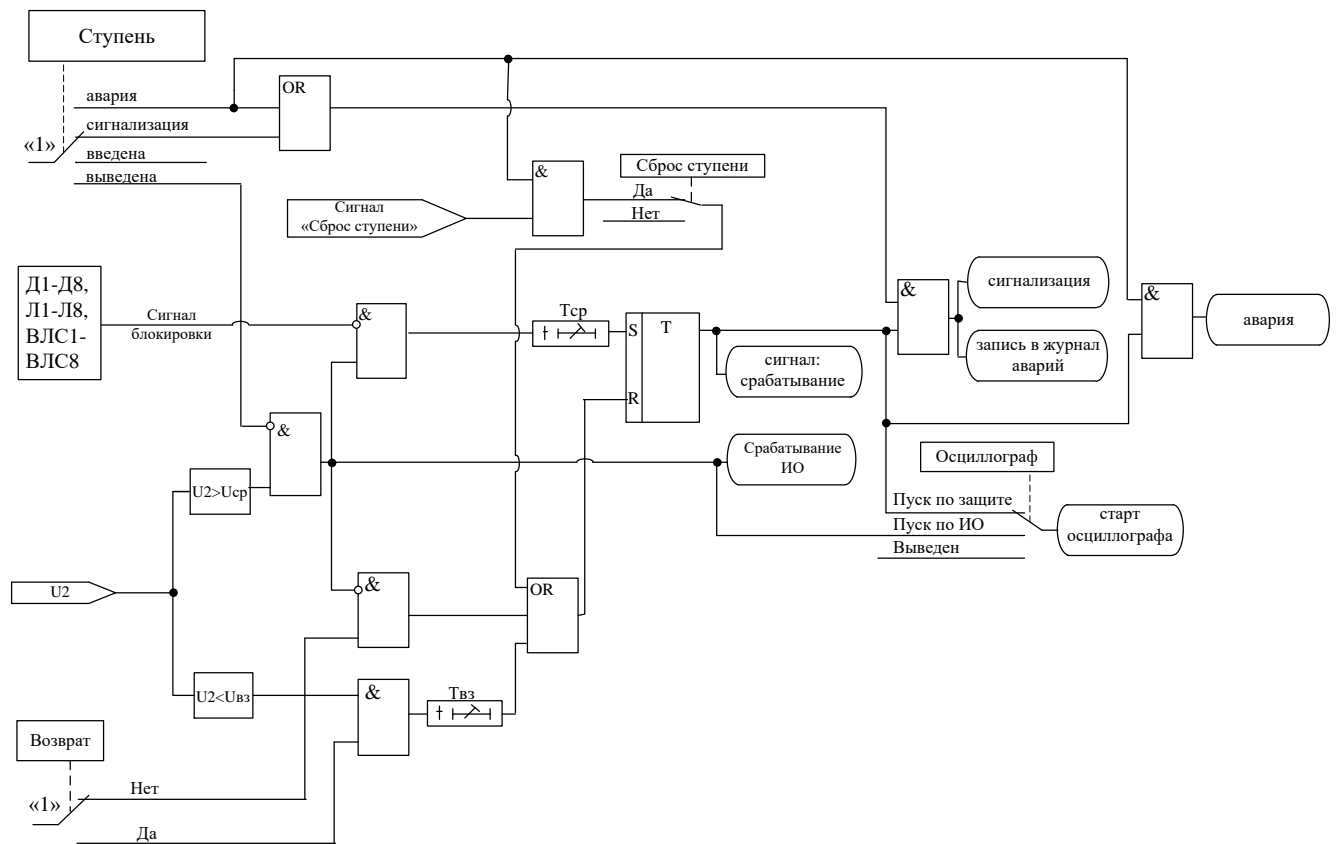 Ступень
авария
сигнализация
«1»
введена
выведена
OR
&
Сигнал
«Сброс ступени»
Сброс ступени
Да
Нет
Д1-Д8,
Л1-Л8,
ВЛС1-
ВЛС8
Сигнал
блокировки
&
Тср
S
T
R
сигнал:
срабатывание
&
сигнализация
запись в журнал
аварий
&
авария
&
U2>Uср
Срабатывание
ИО
Осциллограф
Пуск по защите
Пуск по ИО
Выведен
старт
осциллографа
U2
&
OR
U2<Uвз
&
Твз
Возврат
«1»
Нет
Да